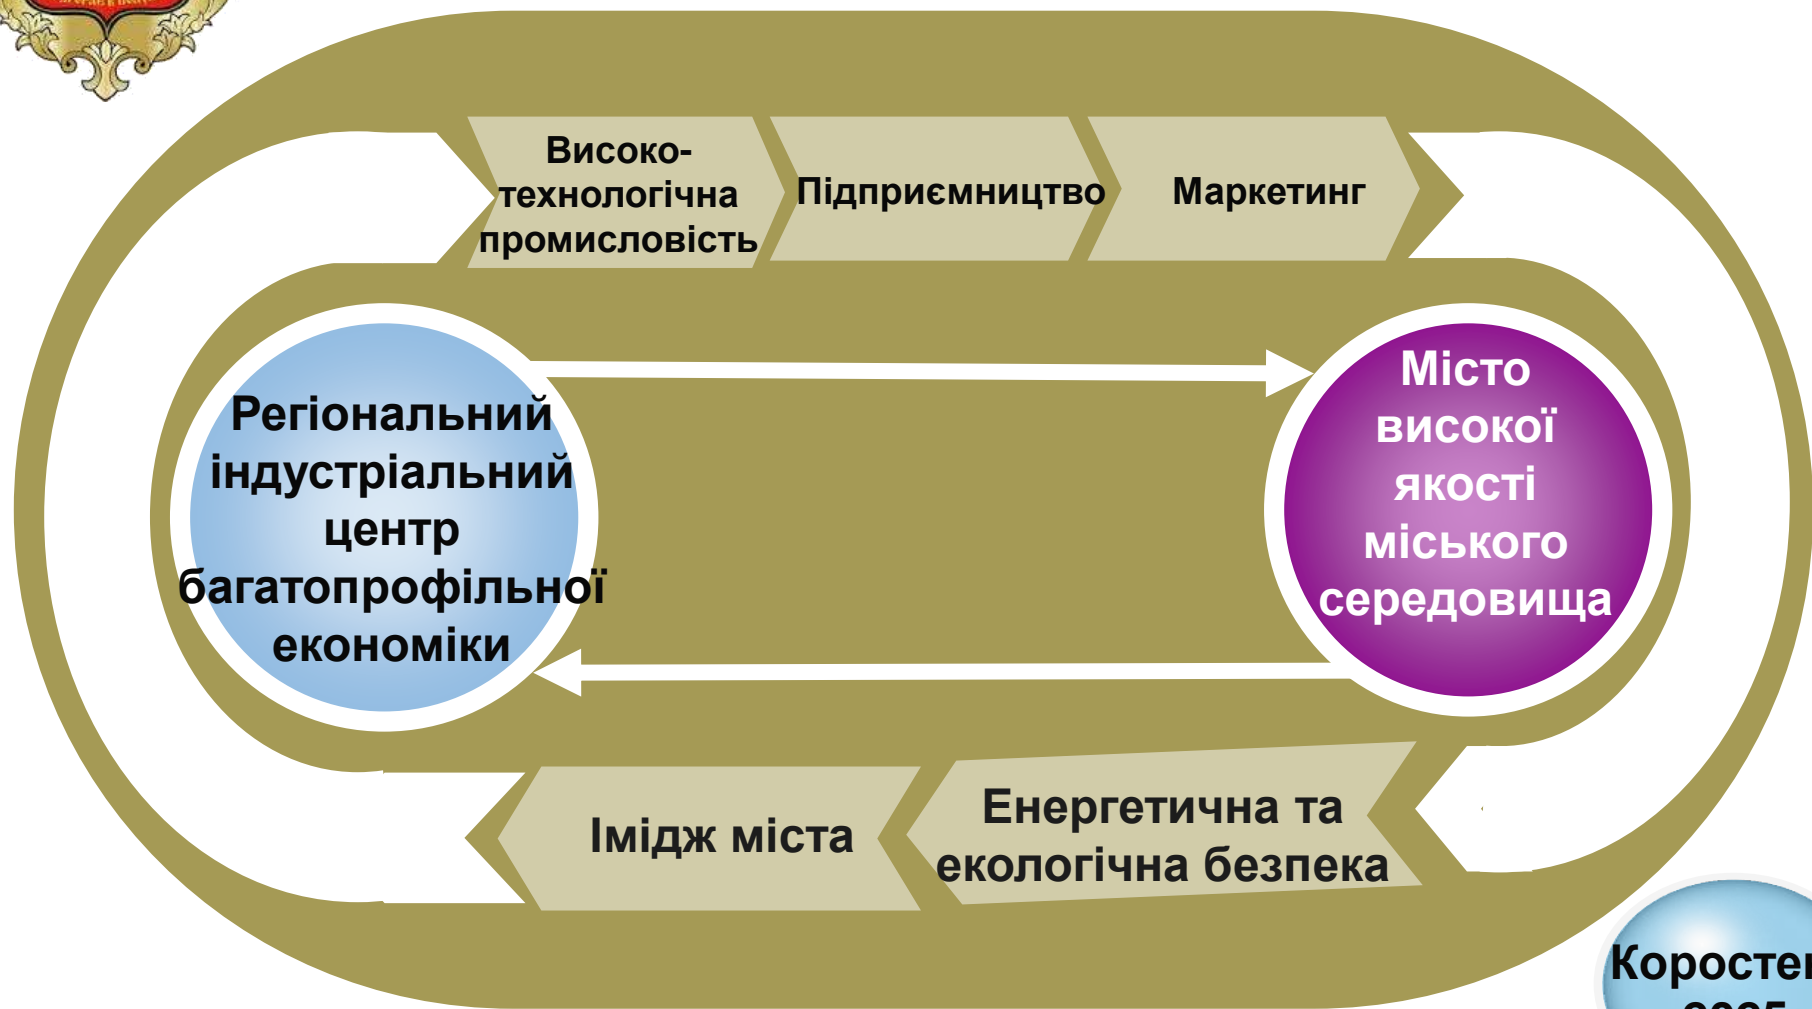 Високо-
технологічна
промисловість
Підприємництво
Маркетинг
Регіональний
індустріальний
центр
багатопрофільної
економіки
Місто
високої
якості
міського
середовища
Імідж міста
Енергетична та
екологічна безпека